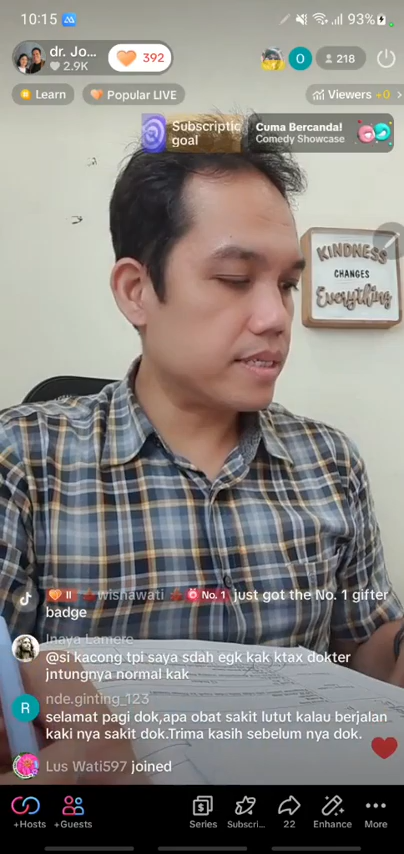 10:15
93%
dr. Jo...
2.9K
392
0
218
Learn
Popular LIVE
Viewers +0 >
Subscriptic
goal
Cuma Bercanda!
Comedy Showcase
KINDNESS
CHANGES
Everything
II wishawati No. 1 just got the No. 1 gifter
badge
Inaya Lamere
@si kacong tpi saya sdah egk kak ktax dokter
jntungnya normal kak
R
nde.ginting_123
selamat pagi dok,apa obat sakit lutut kalau berjalan
kaki nya sakit dok.Trima kasih sebelum nya dok.
Lus Wati597 joined
+Hosts
+Guests
Series
Subscri...
22
Enhance
More